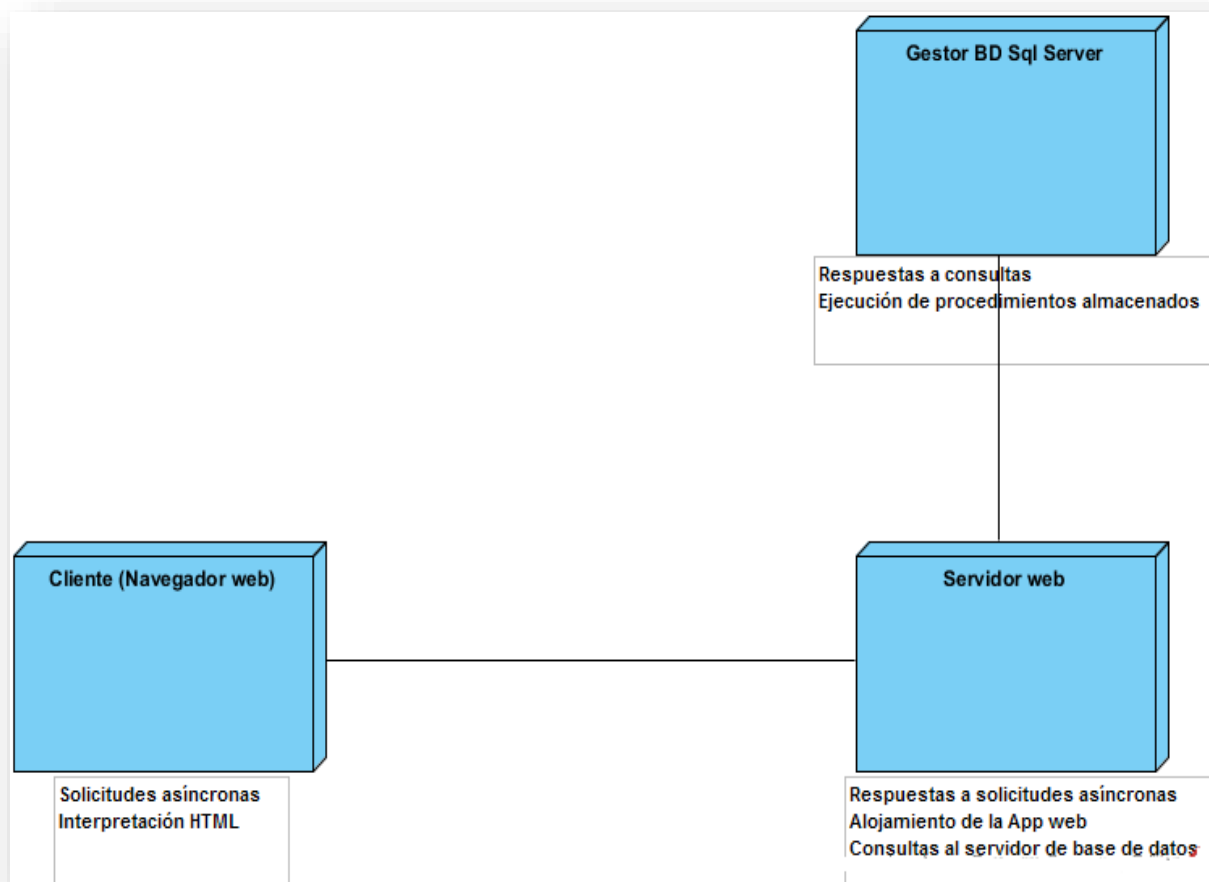 Gestor BD Sql Server
Respuestas a consultas
Ejecución de procedimientos almacenados
Cliente (Navegador web)
Servidor web
Solicitudes asíncronas
Interpretación HTML
Respuestas a solicitudes asíncronas
Alojamiento de la App web
Consultas al servidor de base de datos